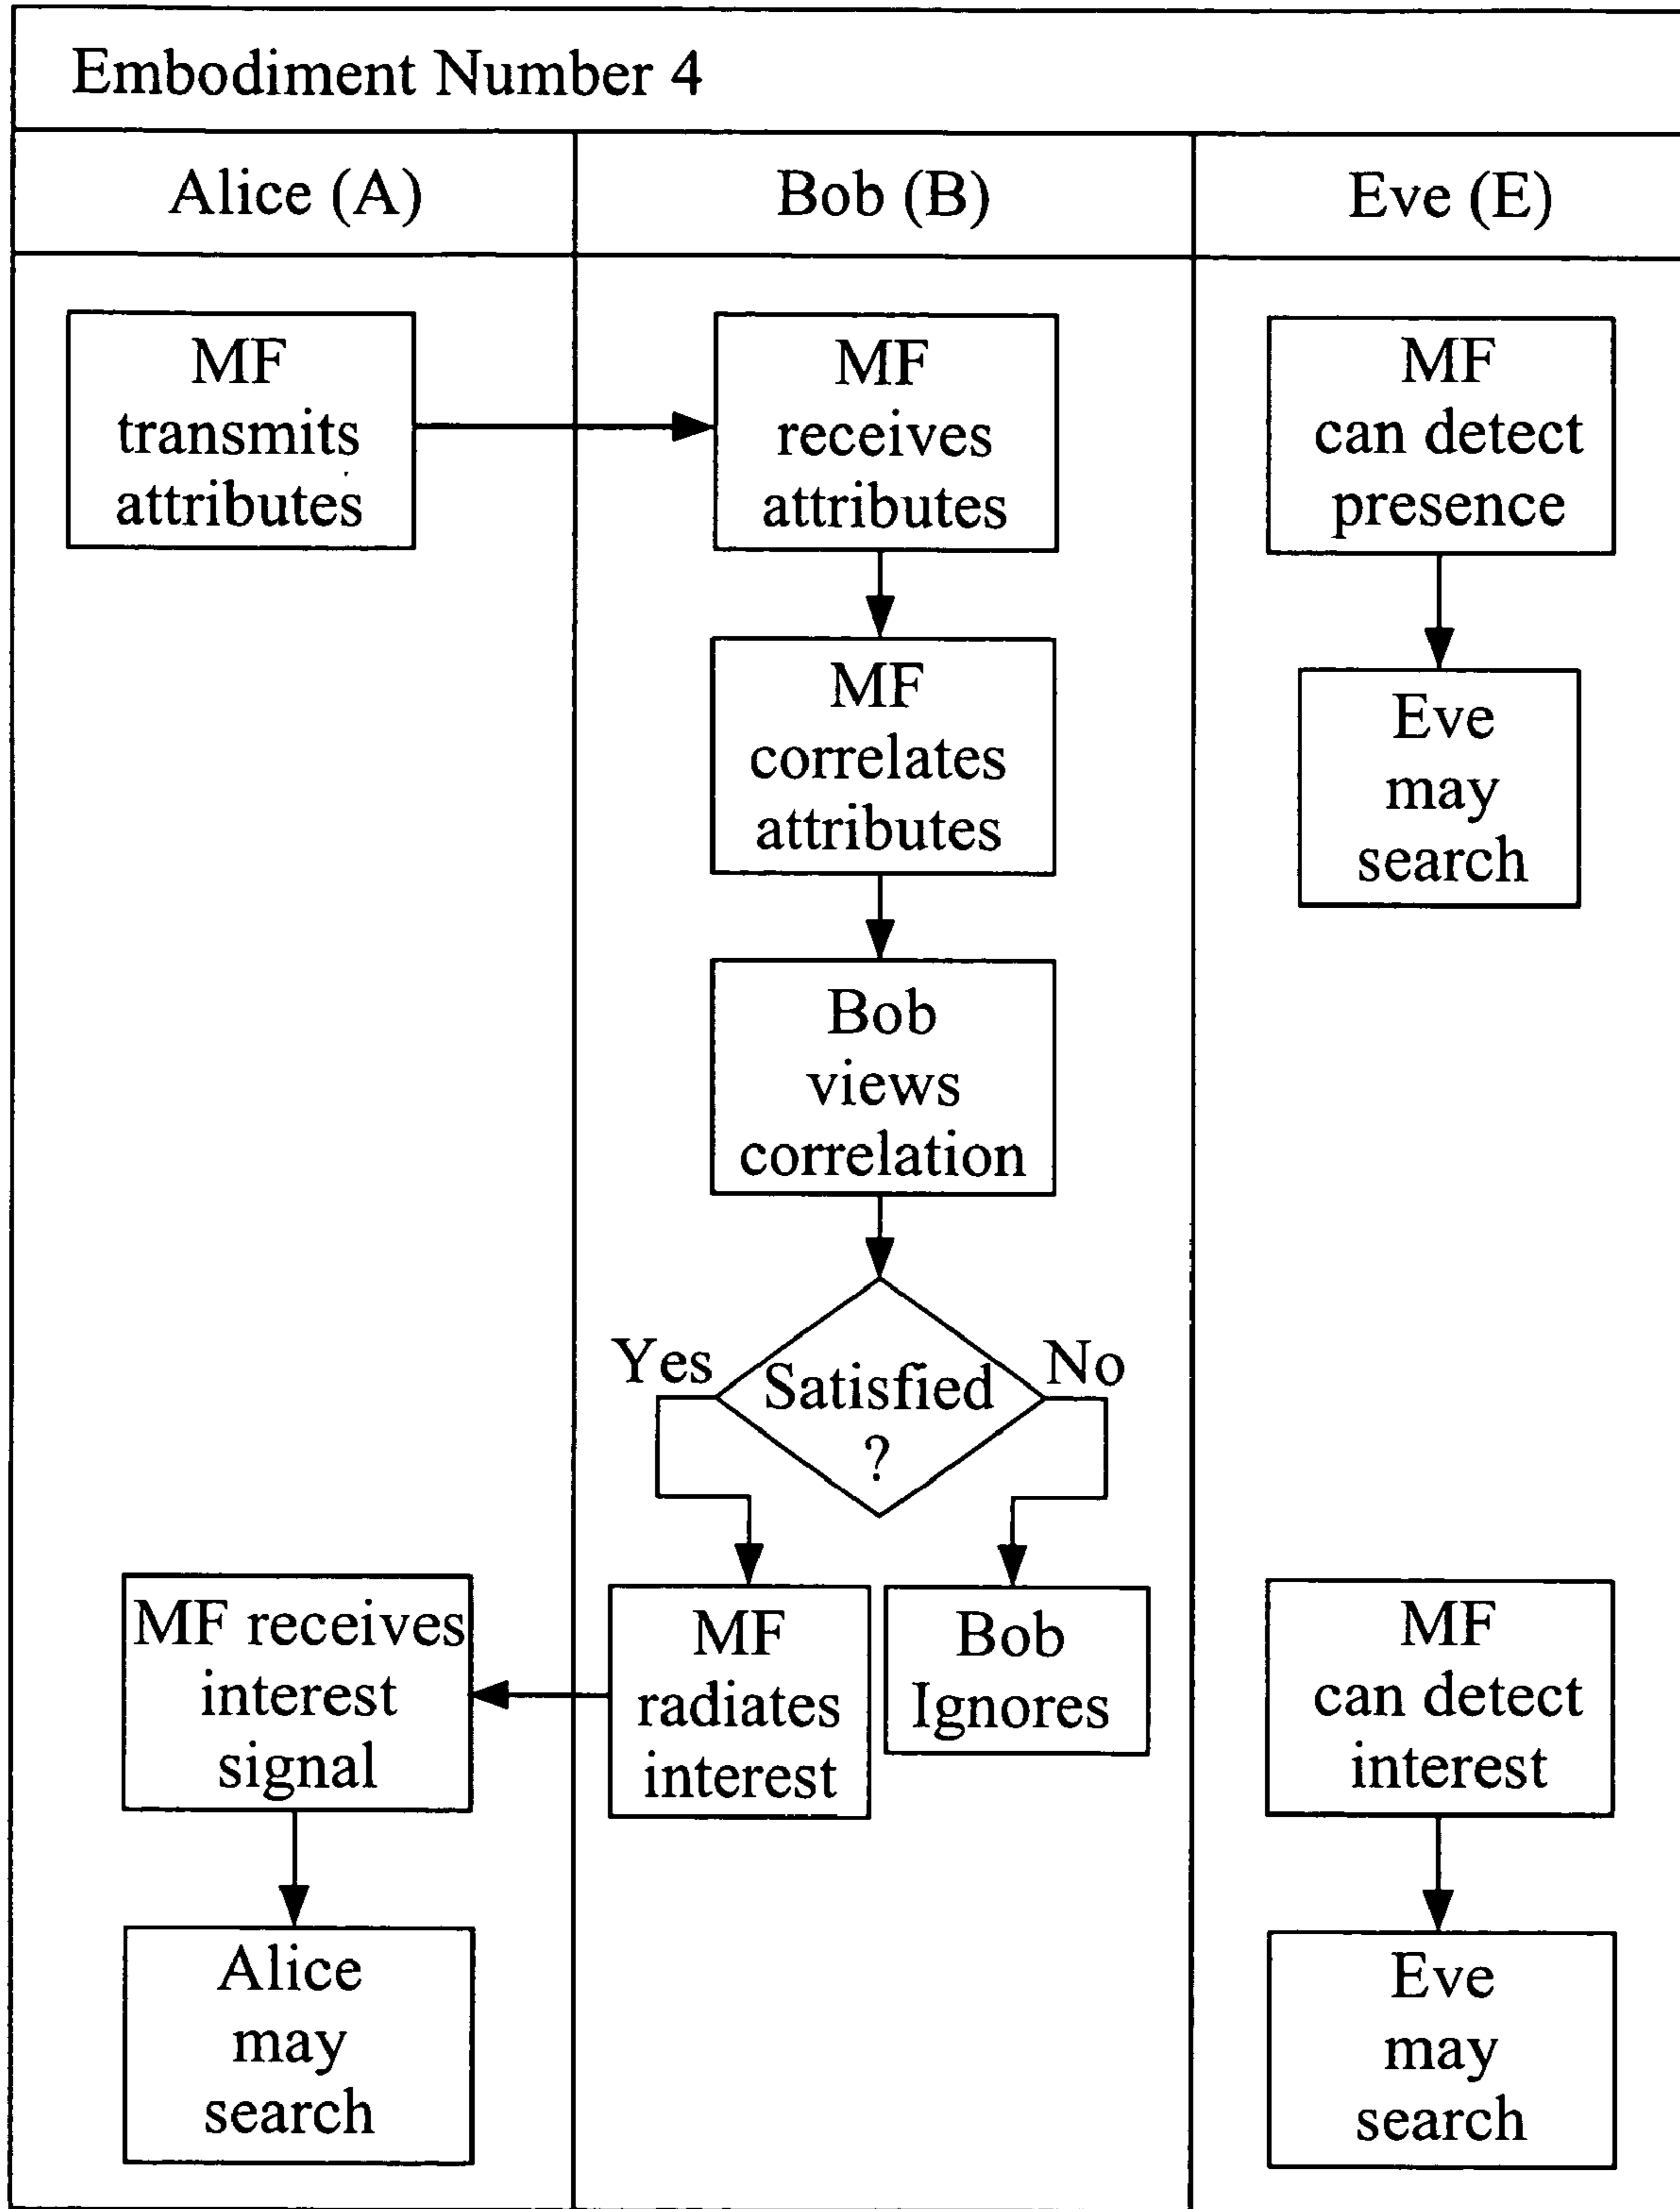 Embodiment Number 4
Alice (A)
Bob (B)
Eve (E)
MF
transmits
attributes
MF
receives
attributes
MF
can detect
presence
MF
correlates
attributes
Eve
may
search
Bob
views
correlation
Yes
Satisfied
?
No
MF receives
interest
signal
MF
radiates
interest
Bob
Ignores
MF
can detect
interest
Alice
may
search
Eve
may
search